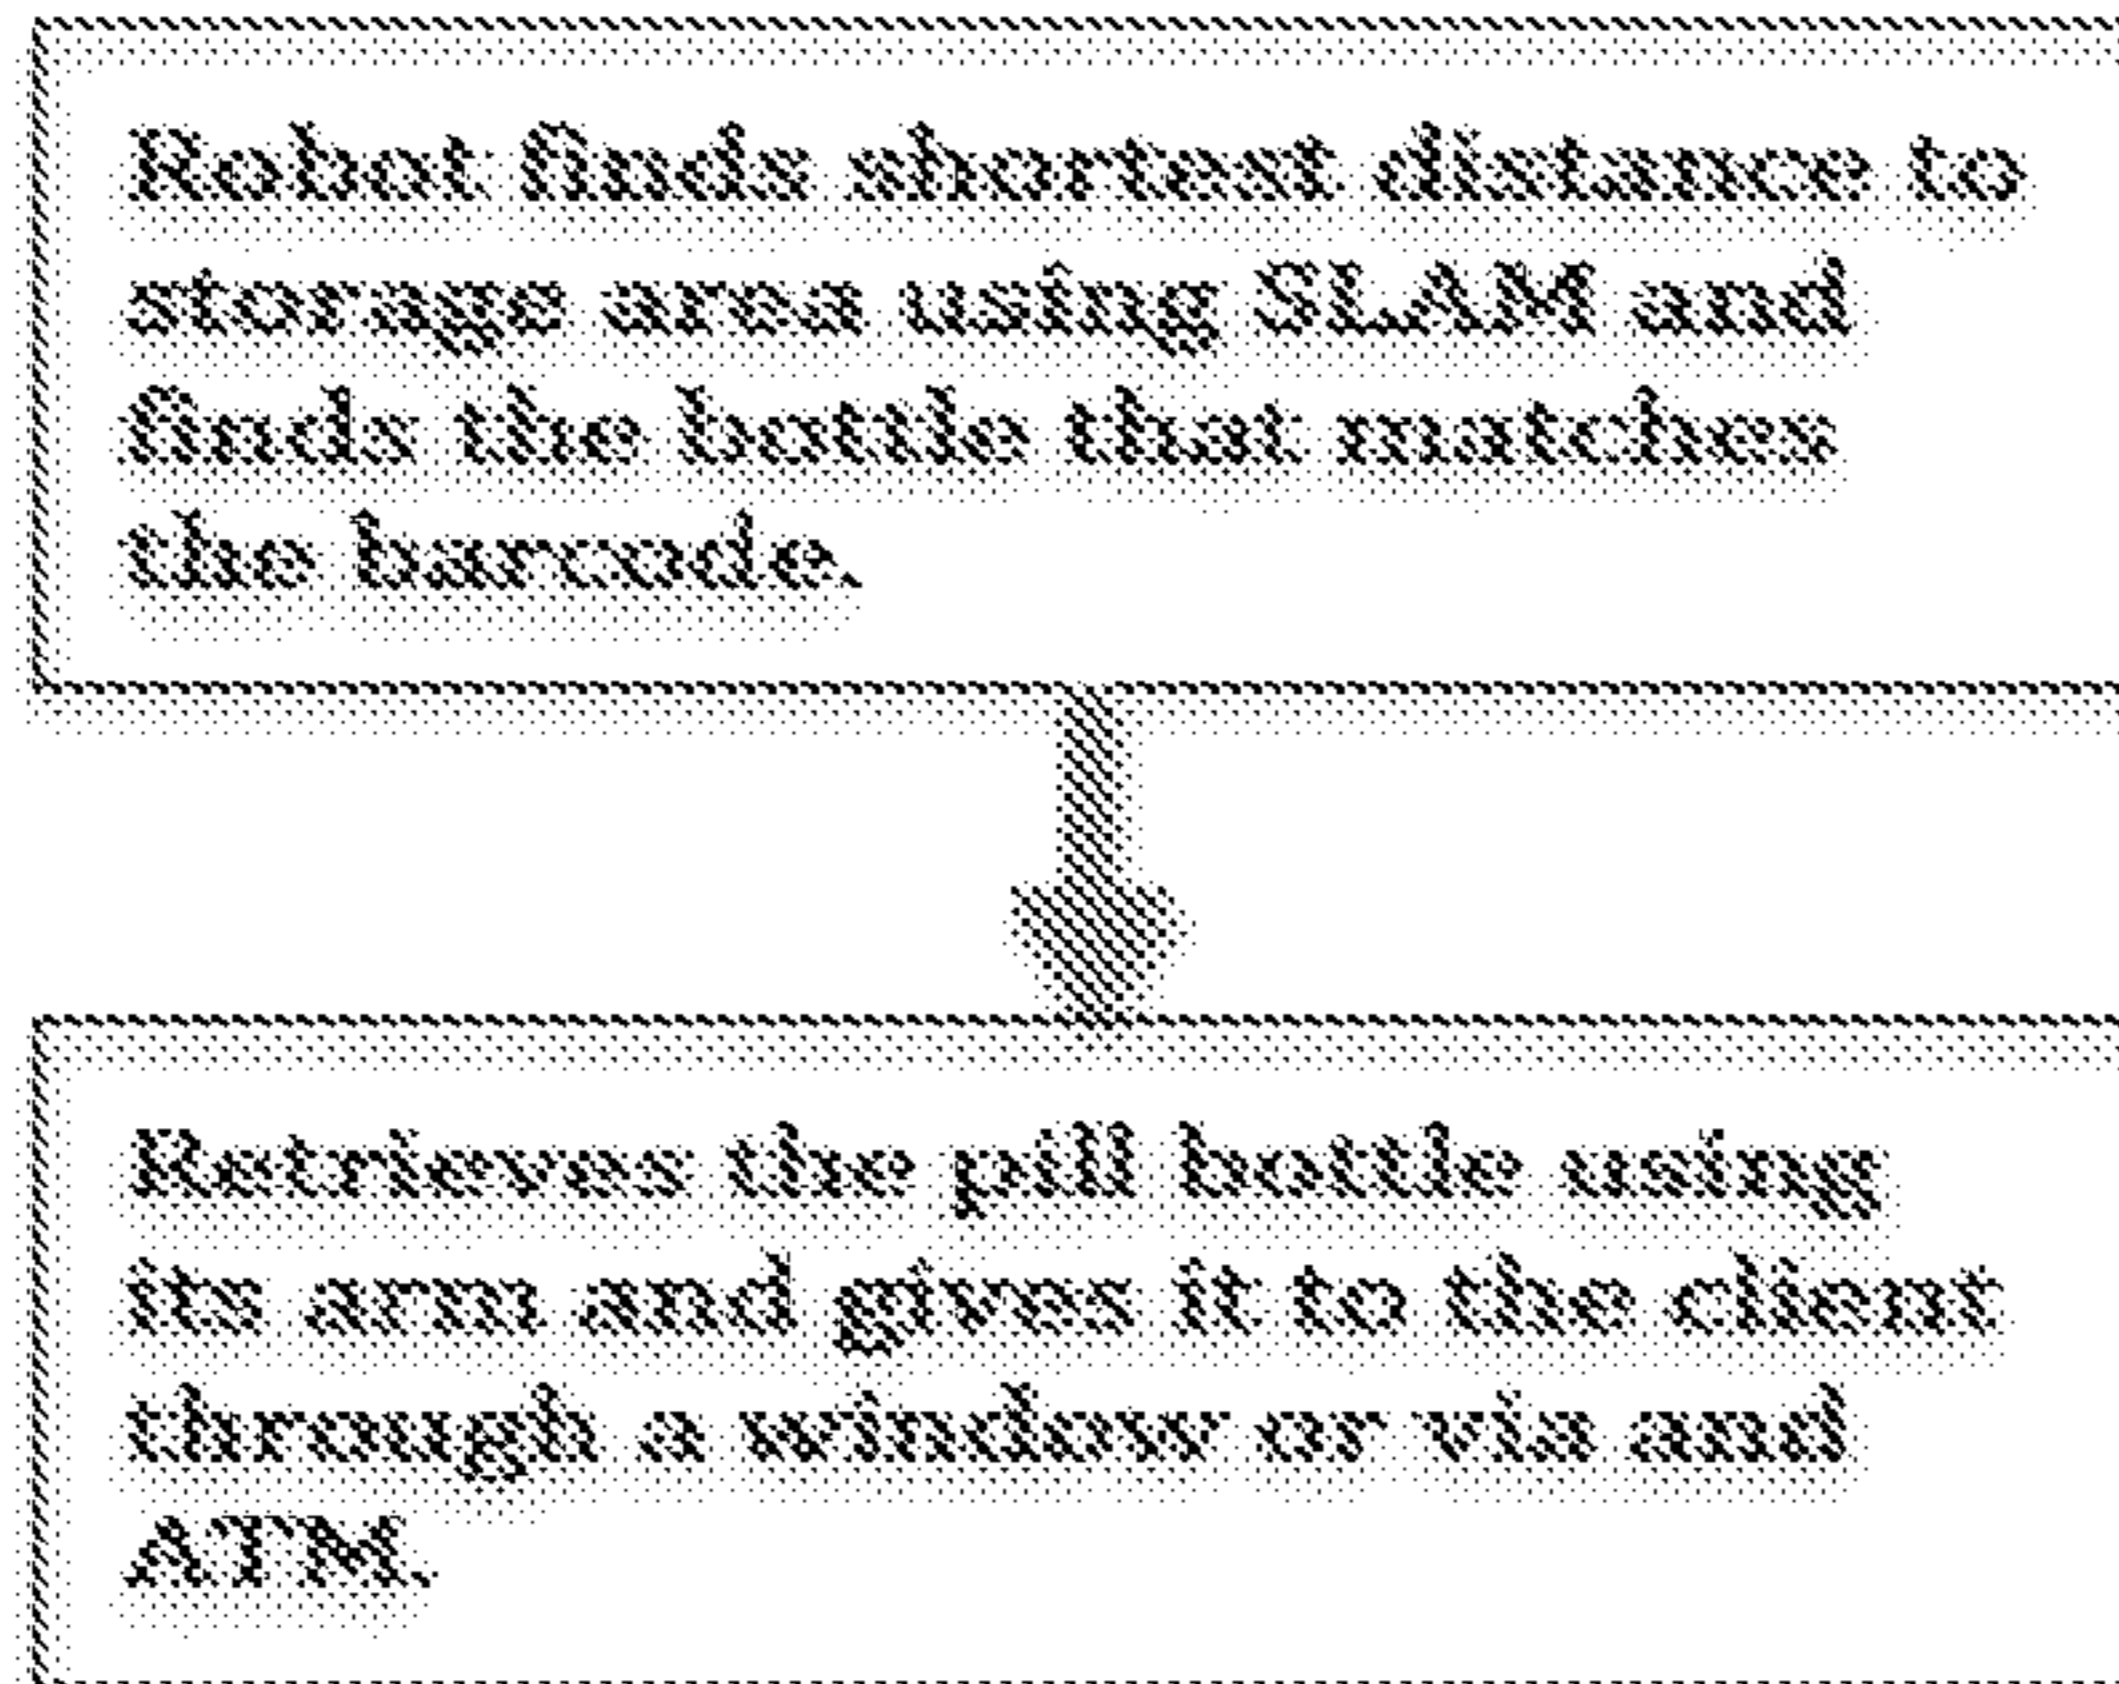 Robot finds shortest distance to
storage area using SLAM and
finds the bottle that matches
the barcode.
Retrieves the pill bottle using
its arm and gives it to the client
through a window or via and
ATM.